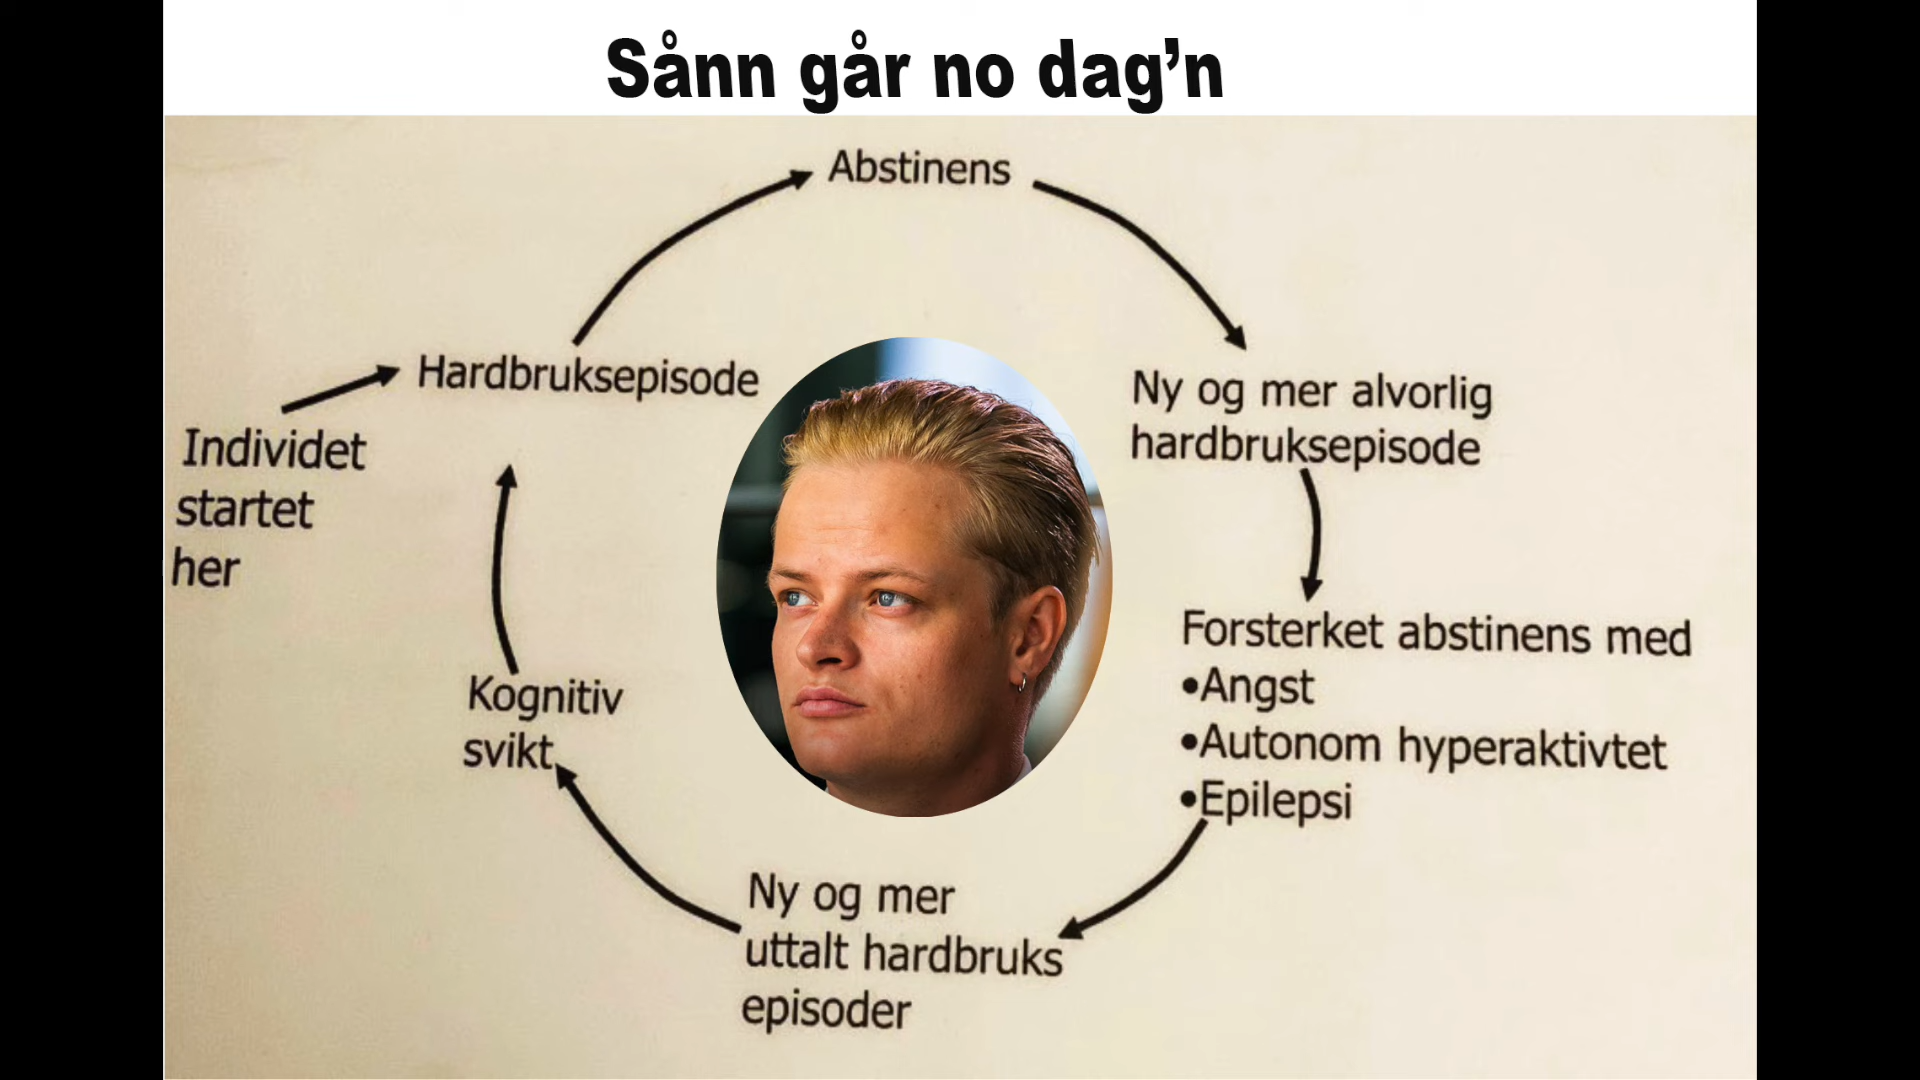 Sånn går no dag'n
Abstinens
Hardbruksepisode
Ny og mer alvorlig
hardbruksepisode
Individet
startet
her
Forsterket abstinens med
•Angst
•Autonom hyperaktivtet
•Epilepsi
Kognitiv
svikt
Ny og mer
uttalt hardbruks
episoder